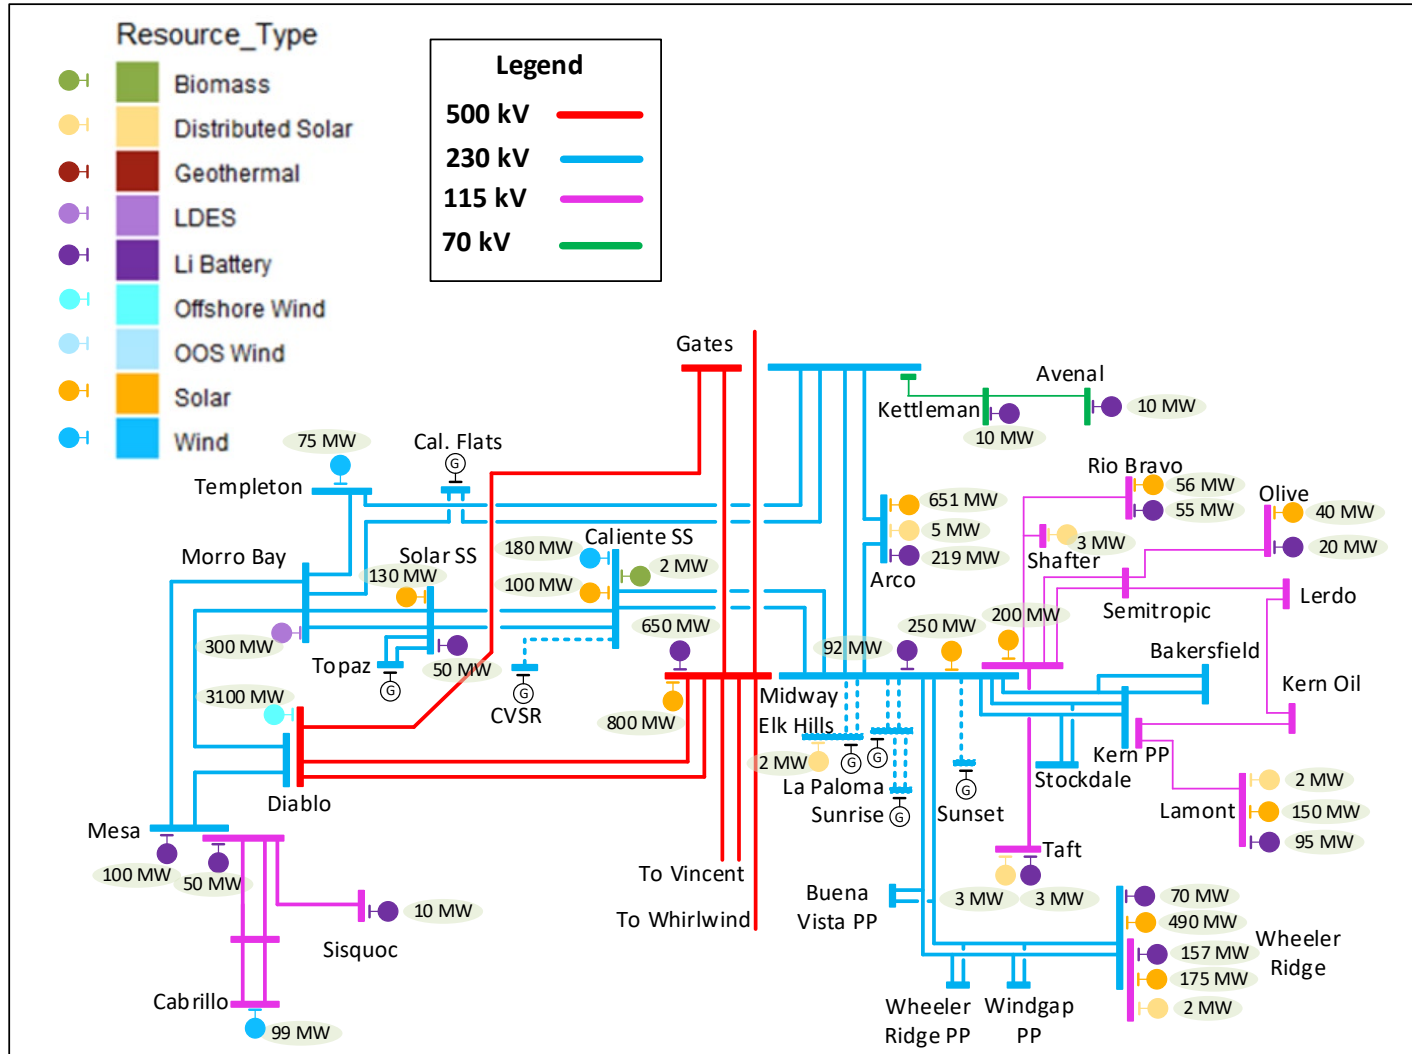 Resource_Type
Biomass
Distributed Solar
Geothermal
LDES
Li Battery
Offshore Wind
OOS Wind
Solar
Wind
Legend
500 kV
230 kV
115 kV
70 kV
Gates
Kettleman
10 MW
Avenal
10 MW
75 MW
Templeton
Cal. Flats
G
Rio Bravo
56 MW
55 MW
Olive
40 MW
20 MW
651 MW
5 MW
219 MW
Arco
Shafter
3 MW
Morro Bay
300 MW
Solar SS
130 MW
50 MW
Topaz
G
Caliente SS
180 MW
2 MW
100 MW
CVSR
G
Semitropic
Lerdo
650 MW
800 MW
92 MW
250 MW
200 MW
Midway
Elk Hills
2 MW
G
G
La Paloma
Sunrise
G
Sunset
G
Bakersfield
Kern Oil
Kern PP
Stockdale
3100 MW
Diablo
Lamont
2 MW
150 MW
95 MW
Mesa
100 MW
50 MW
Taft
3 MW
3 MW
To Vincent
To Whirlwind
Buena
Vista PP
Sisquoc
10 MW
70 MW
490 MW
157 MW
175 MW
2 MW
Wheeler
Ridge
Cabrillo
99 MW
Wheeler
Ridge PP
Windgap
PP